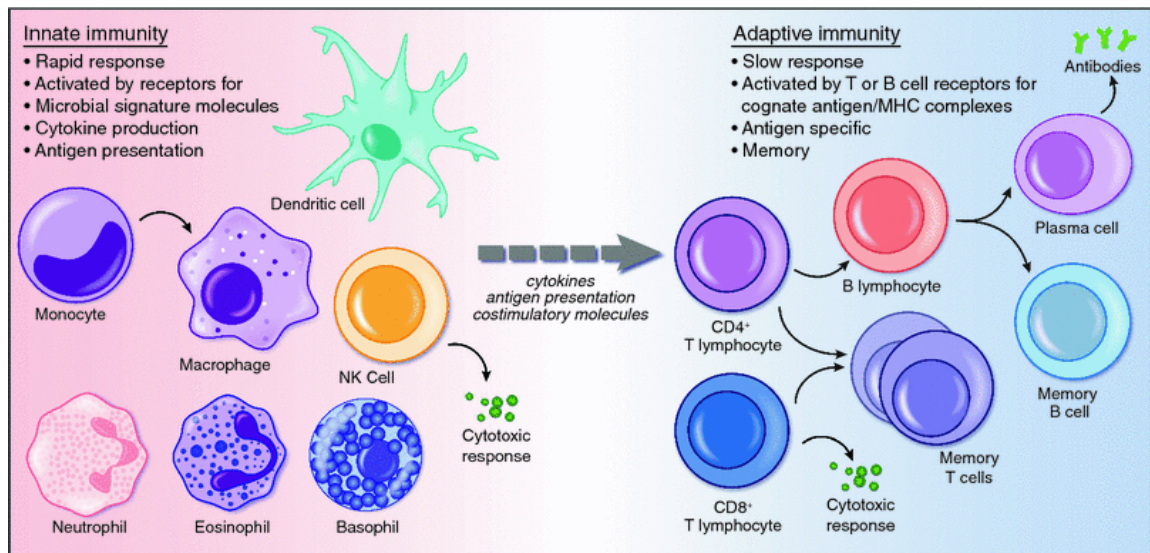 Innate immunity
• Rapid response
• Activated by receptors for
• Microbial signature molecules
• Cytokine production
• Antigen presentation
Dendritic cell
Monocyte
Macrophage
NK Cell
Cytotoxic
response
Neutrophil
Eosinophil
Basophil
cytokines
antigen presentation
costimulatory molecules
Adaptive immunity
• Slow response
• Activated by T or B cell receptors for
cognate antigen/MHC complexes
• Antigen specific
• Memory
Antibodies
Plasma cell
B lymphocyte
CD4⁺
T lymphocyte
Memory
B cell
Memory
T cells
CD8⁺
T lymphocyte
Cytotoxic
response